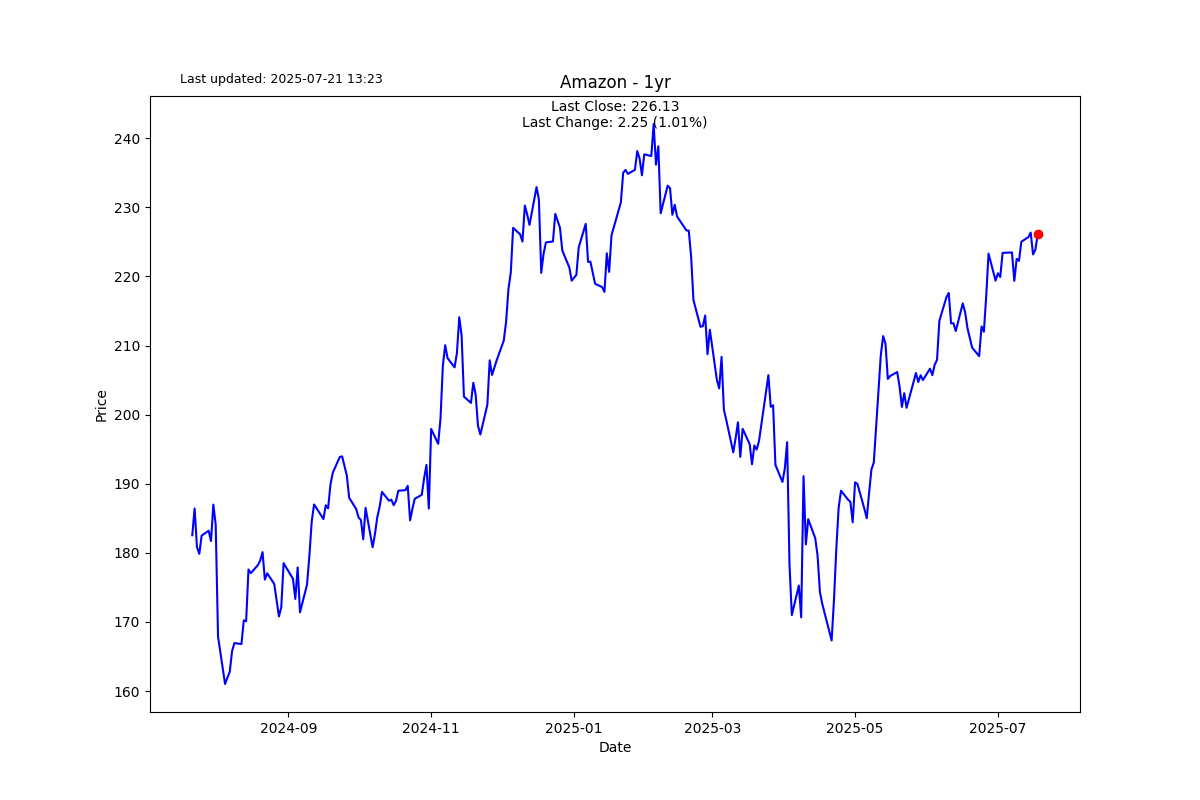 Last updated: 2025-07-21 13:23
Amazon - 1yr
Last Close: 226.13
Last Change: 2.25 (1.01%)
240
230
220
210
200
190
180
170
160
Price
2024-09
2024-11
2025-01
2025-03
2025-05
2025-07
Date